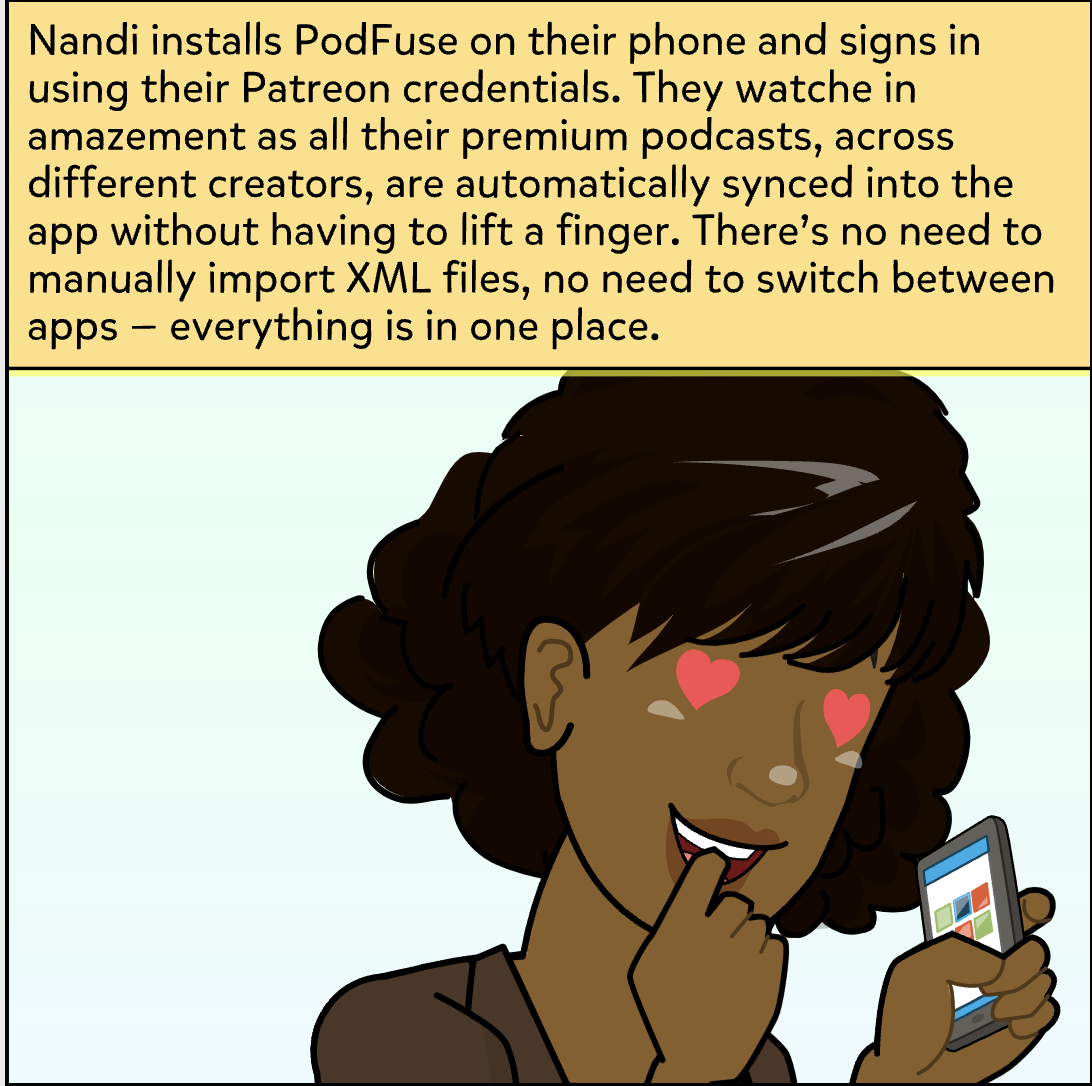 Nandi installs PodFuse on their phone and signs in
using their Patreon credentials. They watche in
amazement as all their premium podcasts, across
different creators, are automatically synced into the
app without having to lift a finger. There’s no need to
manually import XML files, no need to switch between
apps – everything is in one place.